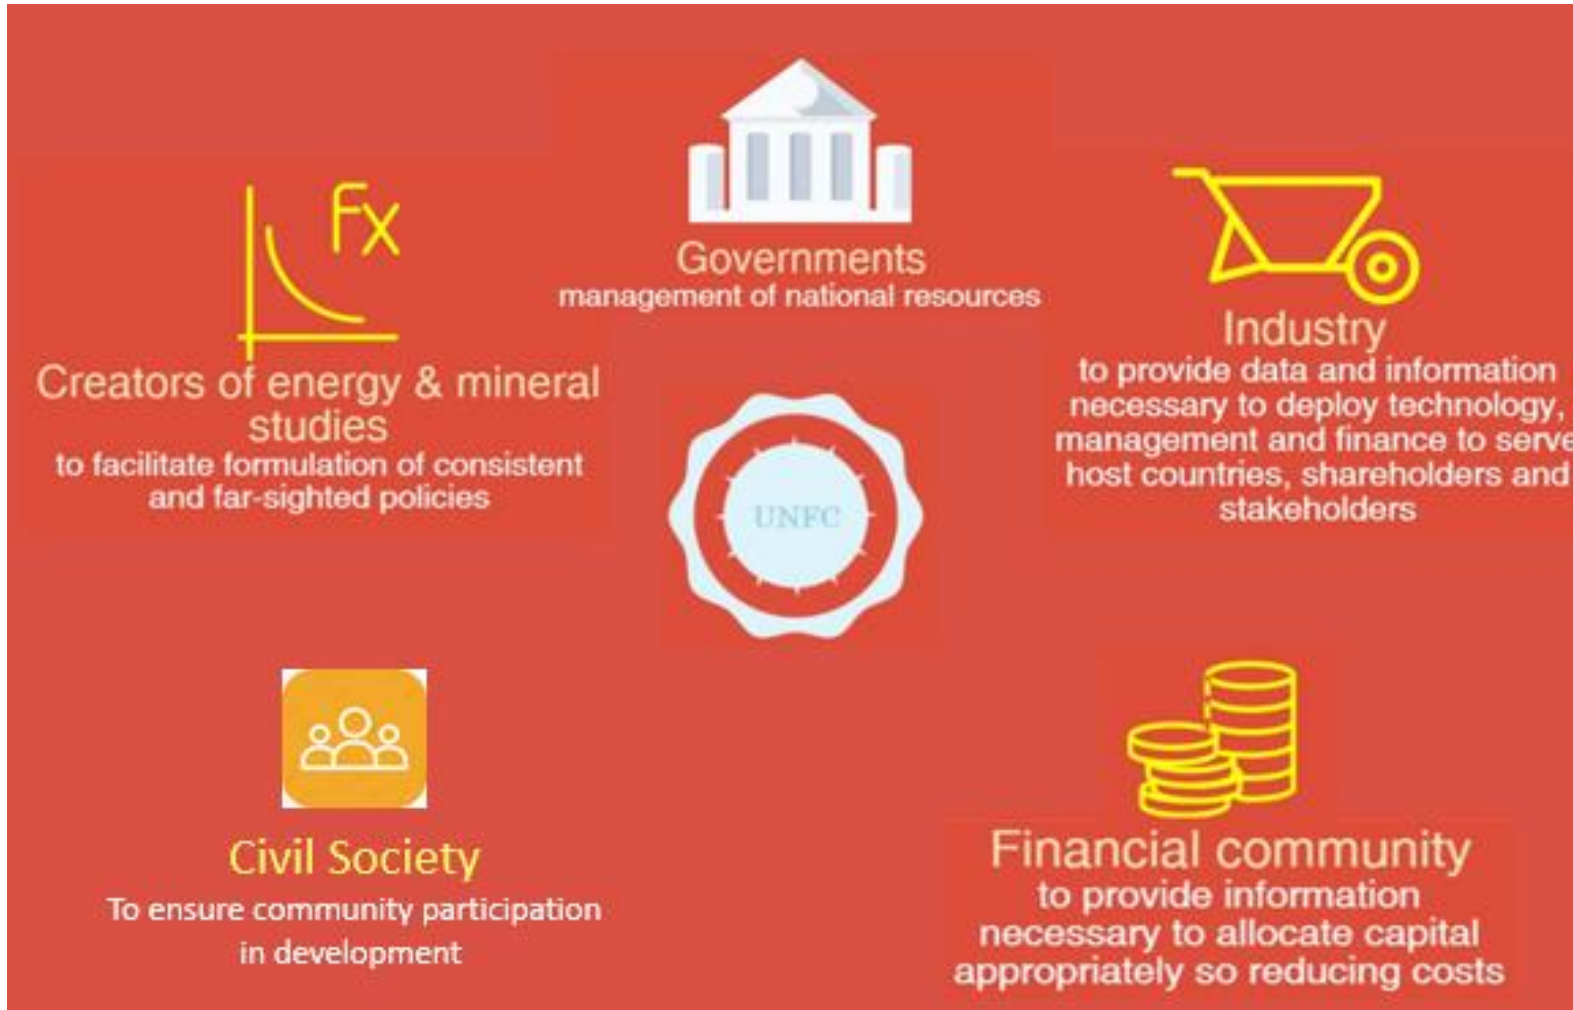 Governments
management of national resources
Fx
Creators of energy & mineral
studies
to facilitate formulation of consistent
and far-sighted policies
Industry
to provide data and information
necessary to deploy technology,
management and finance to serve
host countries, shareholders and
stakeholders
UNFC
Civil Society
To ensure community participation
in development
Financial community
to provide information
necessary to allocate capital
appropriately so reducing costs